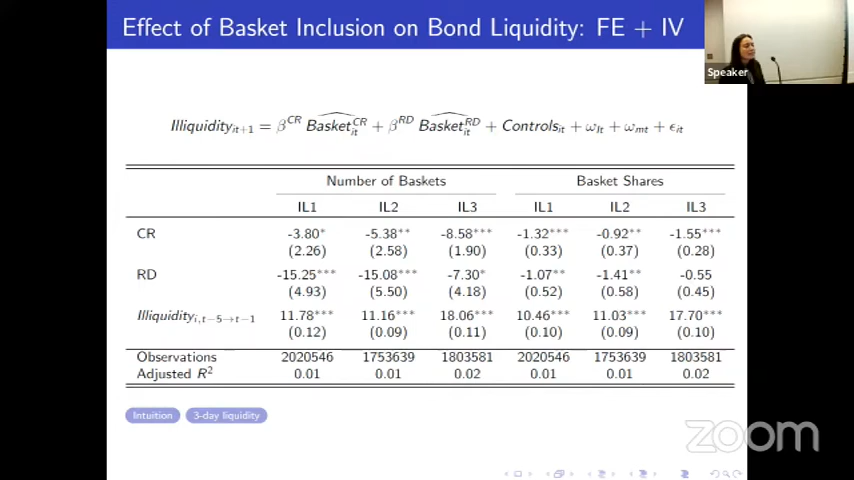 Effect of Basket Inclusion on Bond Liquidity: FE + IV
Speaker
Illiquidity_{it+1} = β^{CR} \widehat{Basket_{it}^{CR}} + β^{RD} \widehat{Basket_{it}^{RD}} + Controls_{it} + ω_{It} + ω_{mt} + ϵ_{it}
Number of Baskets Basket Shares
IL1 IL2 IL3 IL1 IL2 IL3
CR -3.80* -5.38** -8.58*** -1.32*** -0.92** -1.55***
(2.26) (2.58) (1.90) (0.33) (0.37) (0.28)
RD -15.25*** -15.08*** -7.30* -1.07** -1.41** -0.55
(4.93) (5.50) (4.18) (0.52) (0.58) (0.45)
Illiquidity_{i,t−5→t−1} 11.78*** 11.16*** 18.06*** 10.46*** 11.03*** 17.70***
(0.12) (0.09) (0.11) (0.10) (0.09) (0.10)
Observations 2020546 1753639 1803581 2020546 1753639 1803581
Adjusted R² 0.01 0.01 0.02 0.01 0.01 0.02
Intuition 3-day liquidity
zoom